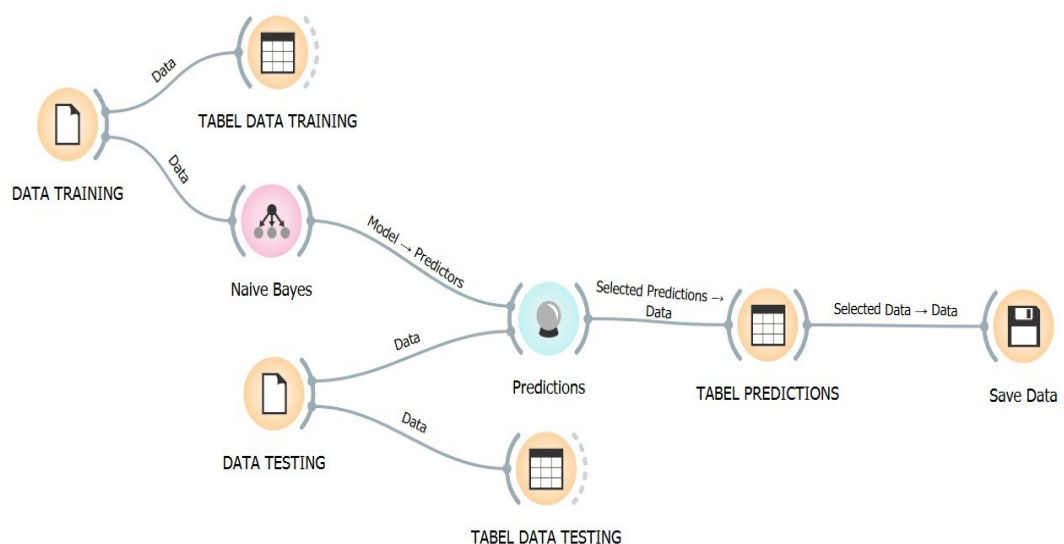 Data
TABEL DATA TRAINING
DATA TRAINING
Data
Naive Bayes
Model → Predictors
Selected Predictions →
Data
Selected Data → Data
Data
Predictions
TABEL PREDICTIONS
Save Data
DATA TESTING
Data
TABEL DATA TESTING